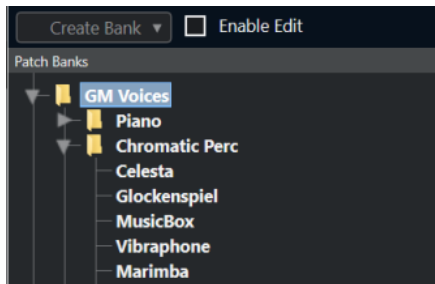 Create Bank
Enable Edit
Patch Banks
GM Voices
Piano
Chromatic Perc
Celesta
Glockenspiel
MusicBox
Vibraphone
Marimba